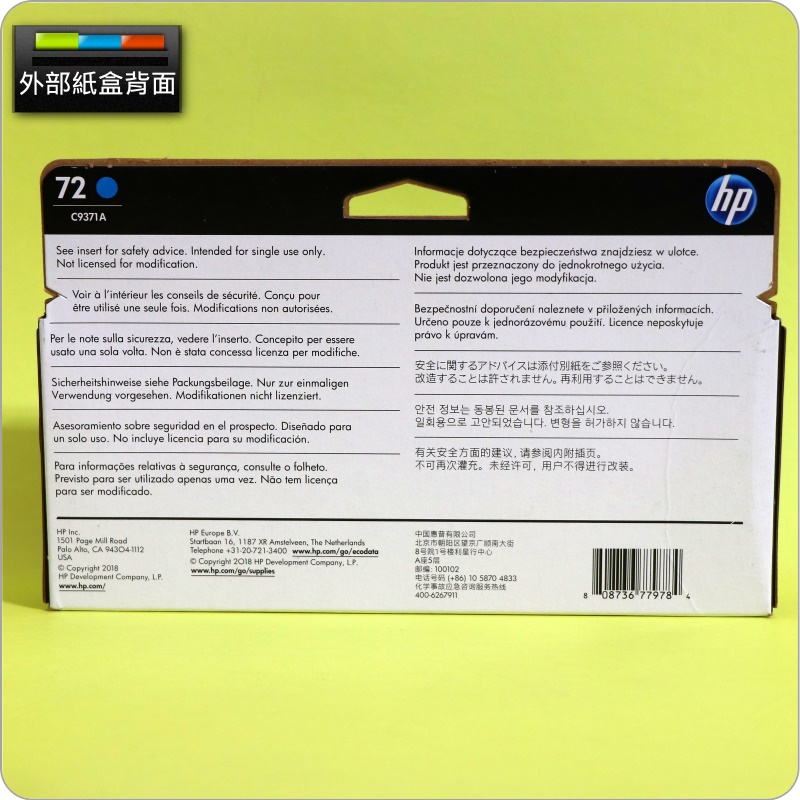 外部紙盒背面
72
C9371A
hp
See insert for safety advice. Intended for single use only.
Not licensed for modification.
Voir à l'intérieur les conseils de sécurité. Conçu pour
être utilisé une seule fois. Modifications non autorisées.
Per le note sulla sicurezza, vedere l'inserto. Concepito per essere
usato una sola volta. Non è stata concessa licenza per modifiche.
Sicherheitshinweise siehe Packungsbeilage. Nur zur einmaligen
Verwendung vorgesehen. Modifikationen nicht lizenziert.
Asesoramiento sobre seguridad en el prospecto. Diseñado para
un solo uso. No incluye licencia para su modificación.
Para informações relativas à segurança, consulte o folheto.
Previsto para ser utilizado apenas uma vez. Não tem licença
para ser modificado.
Informacje dotyczące bezpieczeństwa znajdziesz w ulotce.
Produkt jest przeznaczony do jednokrotnego użycia.
Nie jest dozwolona jego modyfikacja.
Bezpečnostní doporučení naleznete v přiložených informacích.
Určeno pouze k jednorázovému použití. Licence neposkytuje
právo k úpravám.
安全に関するアドバイスは添付別紙をご参照ください。
改造することは許されません。再利用することはできません。
안전 정보는 동봉된 문서를 참조하십시오.
일회용으로 고안되었습니다. 변형을 허가하지 않습니다.
有关安全方面的建议, 请参阅内附插页。
不可再次灌充。未经许可, 用户不得进行改装。
HP Inc.
1501 Page Mill Road
Palo Alto, CA 94304-1112
USA
© Copyright 2018
HP Development Company, L.P.
www.hp.com/
HP Europe B.V.
Startbaan 16, 1187 XR Amstelveen, The Netherlands
Telephone +31-20-721-3400 www.hp.com/go/ecodata
© Copyright 2018 HP Development Company, L.P.
www.hp.com/go/supplies
中国惠普有限公司
北京市朝阳区望京广顺南大街
8号院1号楼利星行中心
A座5层
邮编: 100102
电话号码 (+86) 10 5870 4833
化学事故应急咨询服务热线
400-6267911
8 08736 77978 4